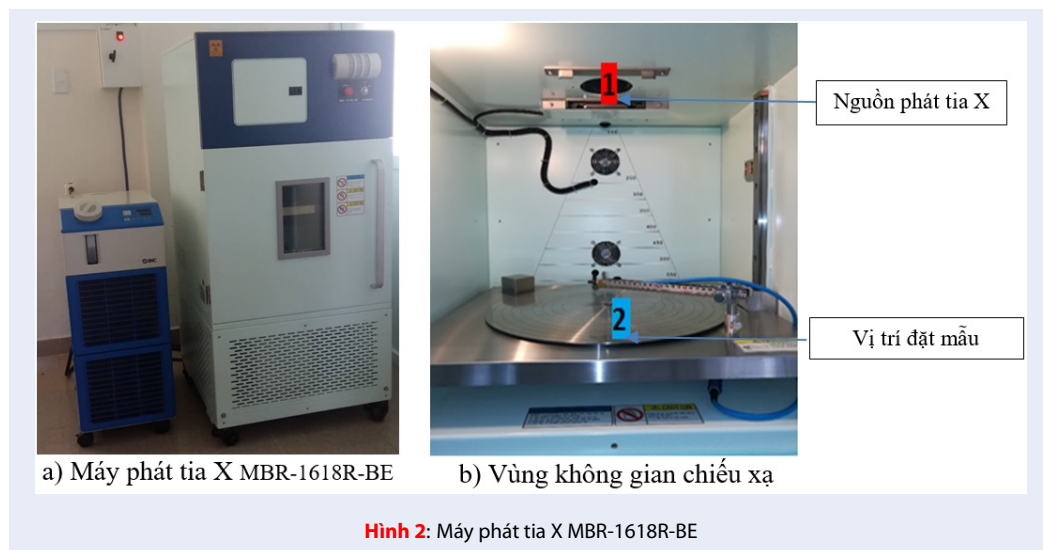 1
Nguồn phát tia X
2
Vị trí đặt mẫu
CAUTION
a) Máy phát tia X MBR-1618R-BE
b) Vùng không gian chiếu xạ
Hình 2: Máy phát tia X MBR-1618R-BE